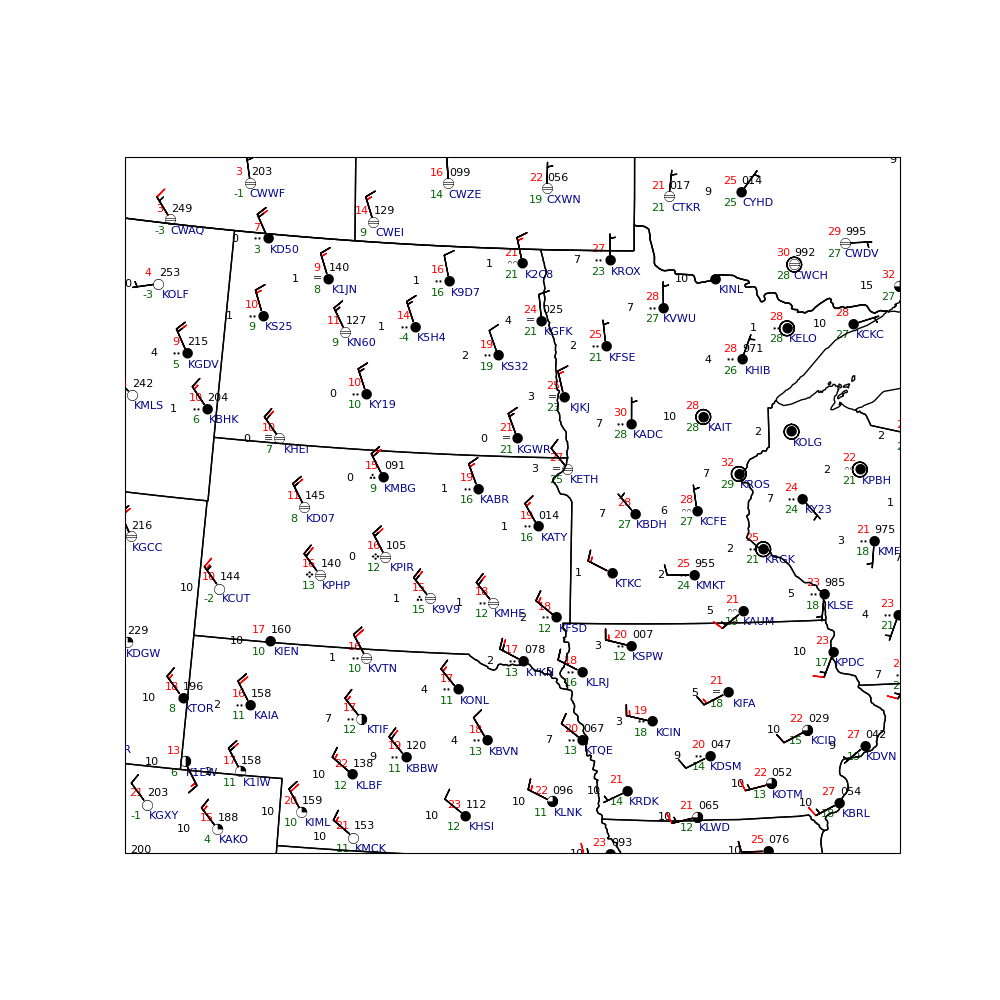 9
3 203
-1 CWWF
16 099
14 CWZE
22 056
19 CXWN
21 017
21 CTKR
9 25 014
25 CYHD
3 249
-3 CWAQ
14 129
9 CWEI
0 7
3 KD50
27
7
23 KROX
29 995
27 CWDV
30 992
28 CWCH
4 253
-3 KOLF
9 140
1
8 K1JN
16
1
16 K9D7
21
1
21 K2C8
10 KINL
32
15
27
10
1
9 KS25
11 127
9 KN60
14
1
-4 K5H4
24 025
4
21 KGFK
28
7
27 KVWU
28
1
28 KELO
28
10
27 KCKC
9 215
4
5 KGDV
19
2
19 KS32
25
2
21 KFSE
28 971
4
26 KHIB
242
KMLS
10 204
1
6 KBHK
10
0
10 KY19
25
3
23 KJKJ
30
7
28 KADC
28
10
28 KAIT
2 KOLG
2
10
0
7 KHEI
21
0
21 KGWR
27
3
25 KETH
32
7
29 KROS
22
2
21 KPBH
15 091
0
9 KMBG
19
1
16 KABR
11 145
8 KD07
24
7
24 KY23
1
216
KGCC
19 014
1
16 KATY
28
7
27 KBDH
28
6
27 KCFE
25
2
21 KRGK
21 975
3
18
16 105
0
12 KPIR
16 140
13 KPHP
10 144
10
-2 KCUT
1 KTKC
25 955
2
24 KMKT
23 985
5
18 KLSE
15
1
15 K9V9
18
1
12 KMHE
18
2
12 KFSD
21
5
19 KAUM
23
4
21
229
KDGW
17 160
10
10 KIEN
16
1
10 KVTN
17 078
2
13 KYKN
18
16 KLRJ
20 007
3
12 KSPW
23
10
17 KPDC
7
18 196
10
8 KTOR
16 158
2
11 KAIA
17
4
11 KONL
21
5
18 KIFA
17
7
12 KTIF
18
4
13 KBVN
20 067
7
13 KTQE
19
3
18 KCIN
22 029
10
15 KCID
27 042
9
19 KDVN
13
10
6 K1EW
17 158
11 K1IW
22 138
10
12 KLBF
19 120
9
11 KBBW
20 047
9
14 KDSM
21 203
-1 KGXY
15 188
10
4 KAKO
20 159
10
10 KIML
21 153
10
11 KMCK
23 112
10
12 KHSI
22 096
10
11 KLNK
21
10
14 KRDK
22 052
10
13 KOTM
27 054
10
19 KBRL
21 065
10
12 KLWD
200
23 093
10
25 076
10